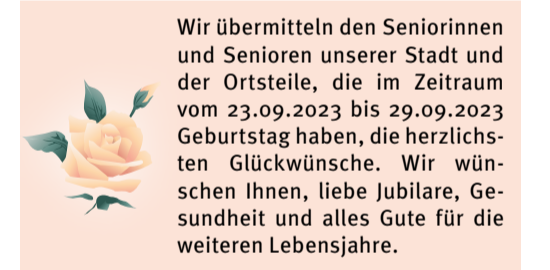 Wir übermitteln den Seniorinnen
und Senioren unserer Stadt und
der Ortsteile, die im Zeitraum
vom 23.09.2023 bis 29.09.2023
Geburtstag haben, die herzlichs-
ten Glückwünsche. Wir wün-
schen Ihnen, liebe Jubilare, Ge-
sundheit und alles Gute für die
weiteren Lebensjahre.